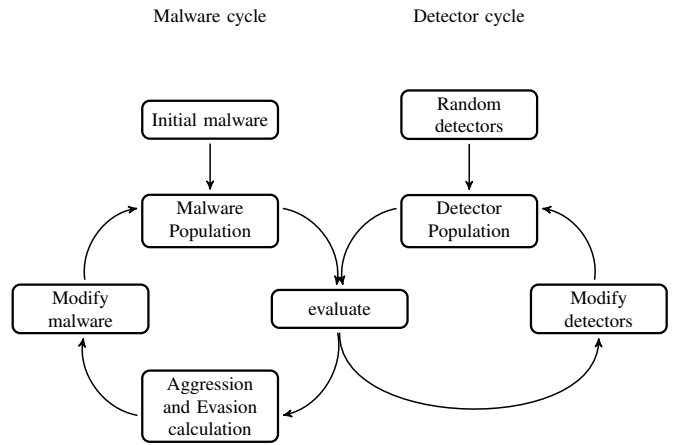 Malware cycle
Detector cycle
Initial malware
Random
detectors
Malware
Population
Detector
Population
Modify
malware
evaluate
Modify
detectors
Aggression
and Evasion
calculation